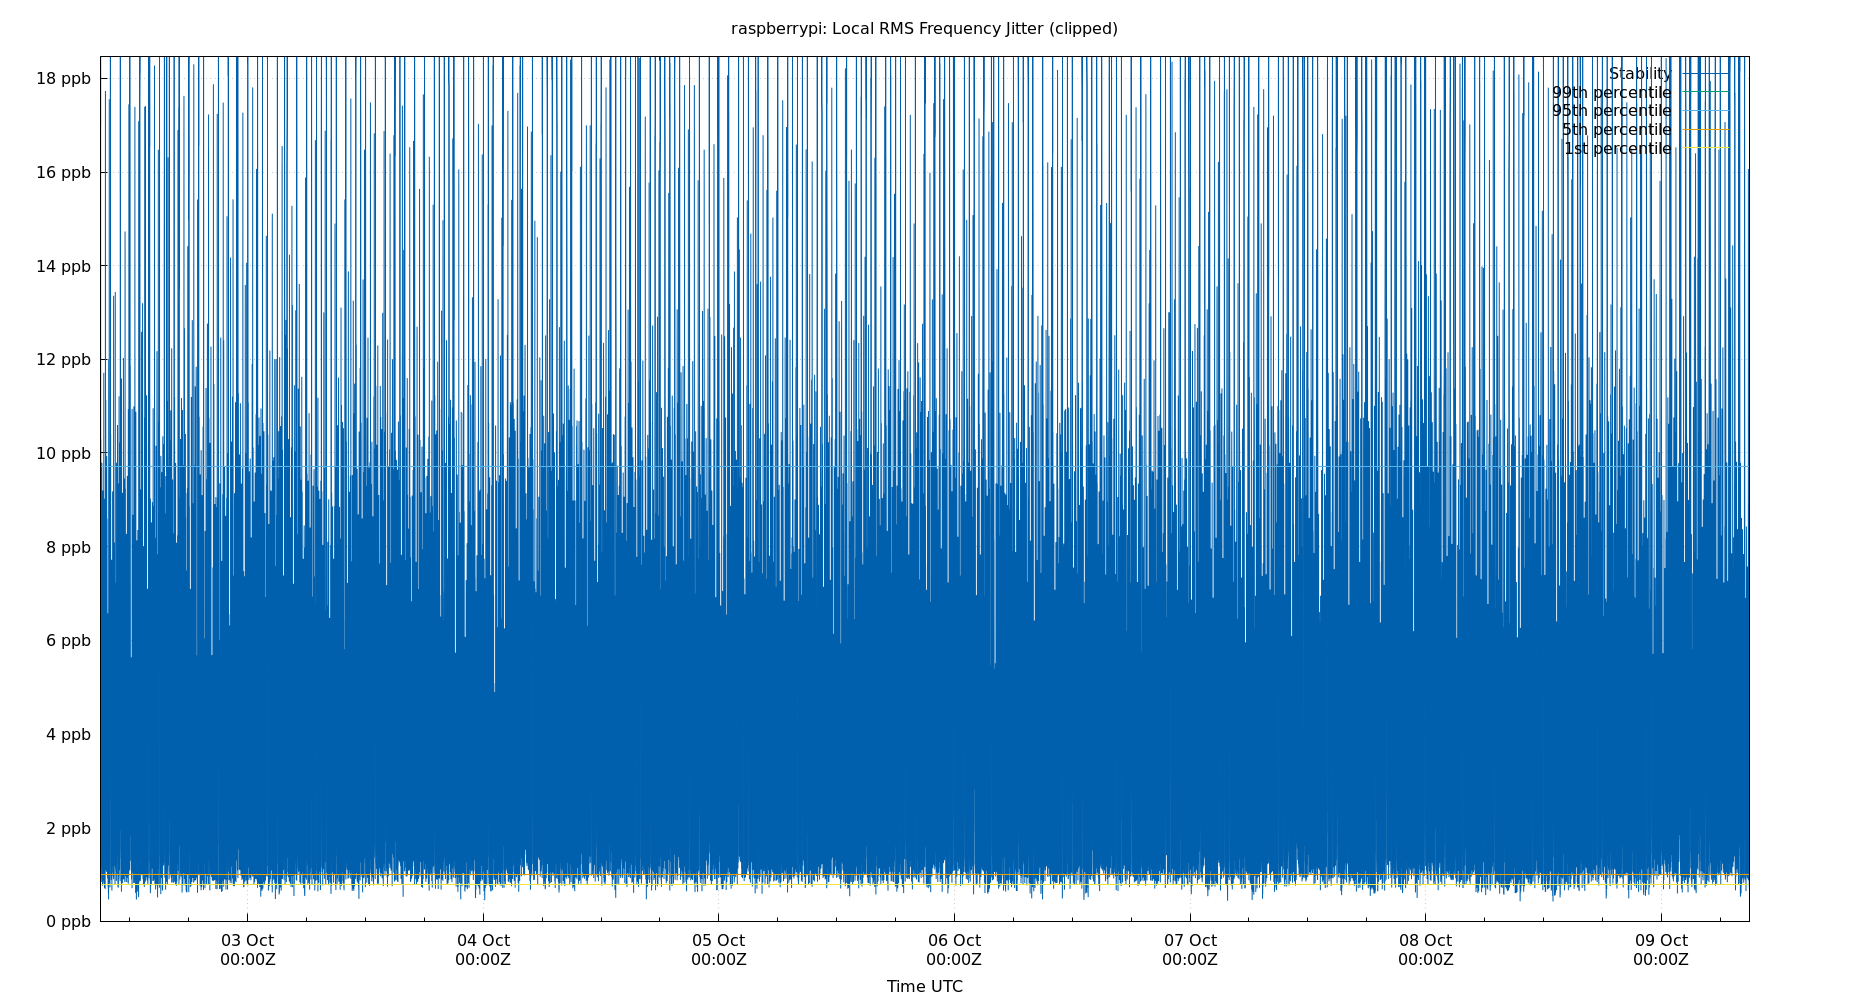 raspberrypi: Local RMS Frequency Jitter (clipped)
18 ppb
16 ppb
14 ppb
12 ppb
10 ppb
8 ppb
6 ppb
4 ppb
2 ppb
0 ppb
Stability
99th percentile
95th percentile
5th percentile
1st percentile
03 Oct 04 Oct 05 Oct 06 Oct 07 Oct 08 Oct 09 Oct
00:00Z 00:00Z 00:00Z 00:00Z 00:00Z 00:00Z 00:00Z
Time UTC